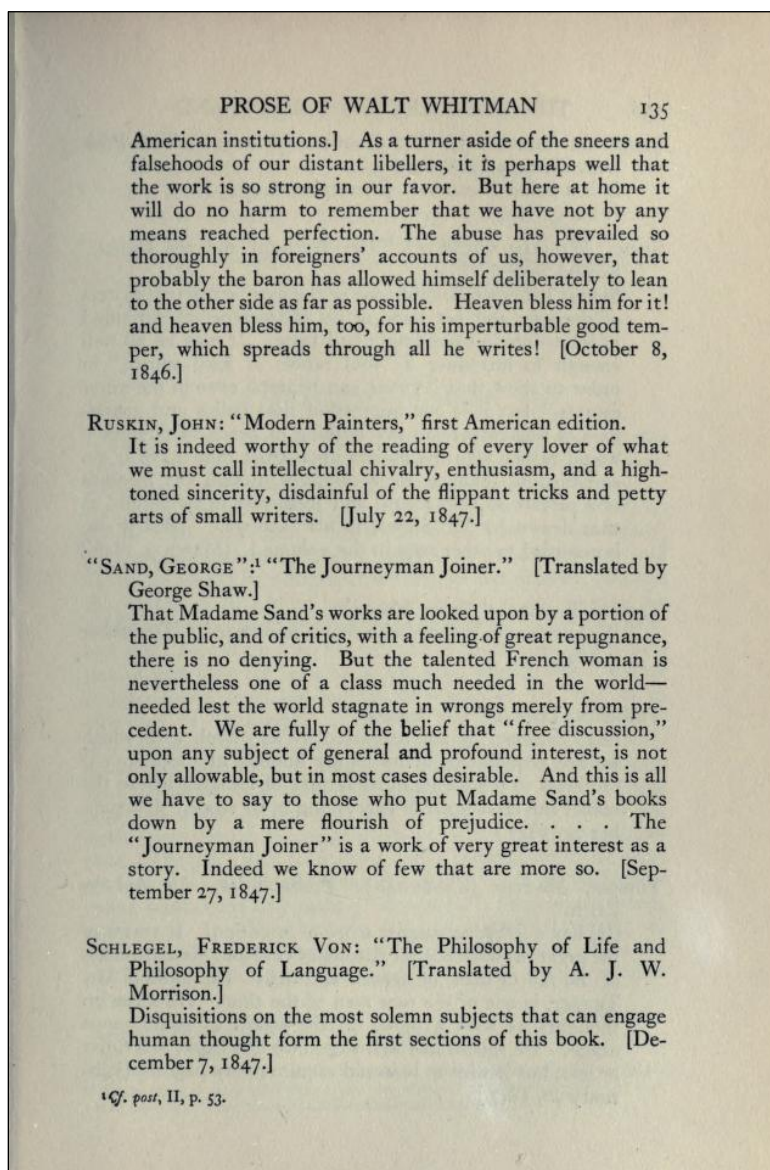 PROSE OF WALT WHITMAN 135
American institutions.] As a turner aside of the sneers and
falsehoods of our distant libellers, it is perhaps well that
the work is so strong in our favor. But here at home it
will do no harm to remember that we have not by any
means reached perfection. The abuse has prevailed so
thoroughly in foreigners' accounts of us, however, that
probably the baron has allowed himself deliberately to lean
to the other side as far as possible. Heaven bless him for it!
and heaven bless him, too, for his imperturbable good tem-
per, which spreads through all he writes! [October 8,
1846.]
RUSKIN, JOHN: "Modern Painters," first American edition.
It is indeed worthy of the reading of every lover of what
we must call intellectual chivalry, enthusiasm, and a high-
toned sincerity, disdainful of the flippant tricks and petty
arts of small writers. [July 22, 1847.]
"SAND, GEORGE":¹ "The Journeyman Joiner." [Translated by
George Shaw.]
That Madame Sand's works are looked upon by a portion of
the public, and of critics, with a feeling of great repugnance,
there is no denying. But the talented French woman is
nevertheless one of a class much needed in the world—
needed lest the world stagnate in wrongs merely from pre-
cedent. We are fully of the belief that "free discussion,"
upon any subject of general and profound interest, is not
only allowable, but in most cases desirable. And this is all
we have to say to those who put Madame Sand's books
down by a mere flourish of prejudice. . . . The
"Journeyman Joiner" is a work of very great interest as a
story. Indeed we know of few that are more so. [Sep-
tember 27, 1847.]
SCHLEGEL, FREDERICK VON: "The Philosophy of Life and
Philosophy of Language." [Translated by A. J. W.
Morrison.]
Disquisitions on the most solemn subjects that can engage
human thought form the first sections of this book. [De-
cember 7, 1847.]
¹Cf. post, II, p. 53.